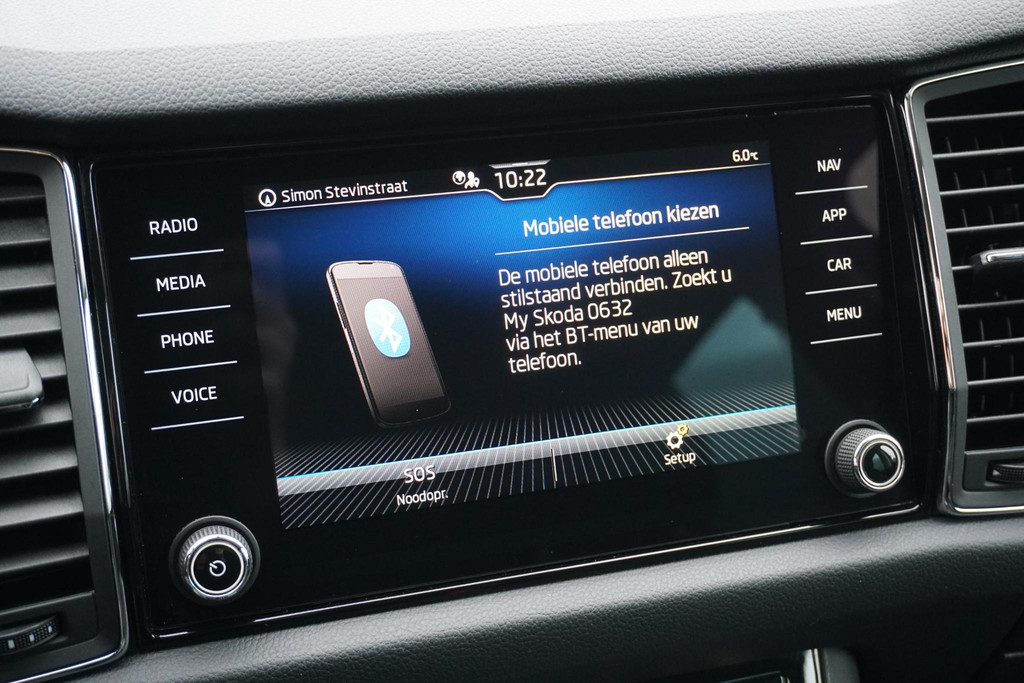 Simon Stevinstraat
10:22
6.0°C
RADIO
MEDIA
PHONE
VOICE
Mobiele telefoon kiezen
De mobiele telefoon alleen
stilstaand verbinden. Zoekt u
My Skoda 0632
via het BT-menu van uw
telefoon.
SOS
Noodopr.
Setup
NAV
APP
CAR
MENU